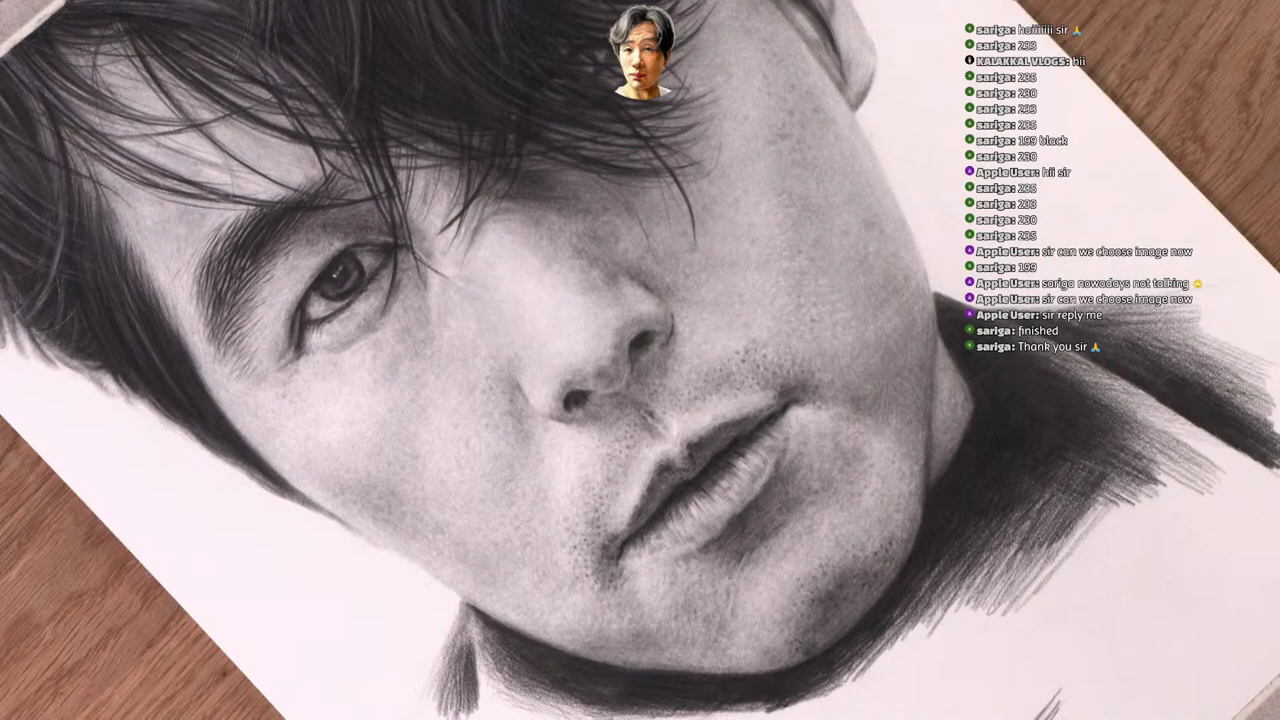 sariga: haiiiiiii sir 🙏
sariga: 233
KALAKKAL VLOGS: hii
sariga: 235
sariga: 230
sariga: 233
sariga: 235
sariga: 199 black
sariga: 230
Apple User: hii sir
sariga: 235
sariga: 233
sariga: 230
sariga: 235
Apple User: sir can we choose image now
sariga: 199
Apple User: sariga nowadays not talking 🙄
Apple User: sir can we choose image now
Apple User: sir reply me
sariga: finished
sariga: Thank you sir 🙏